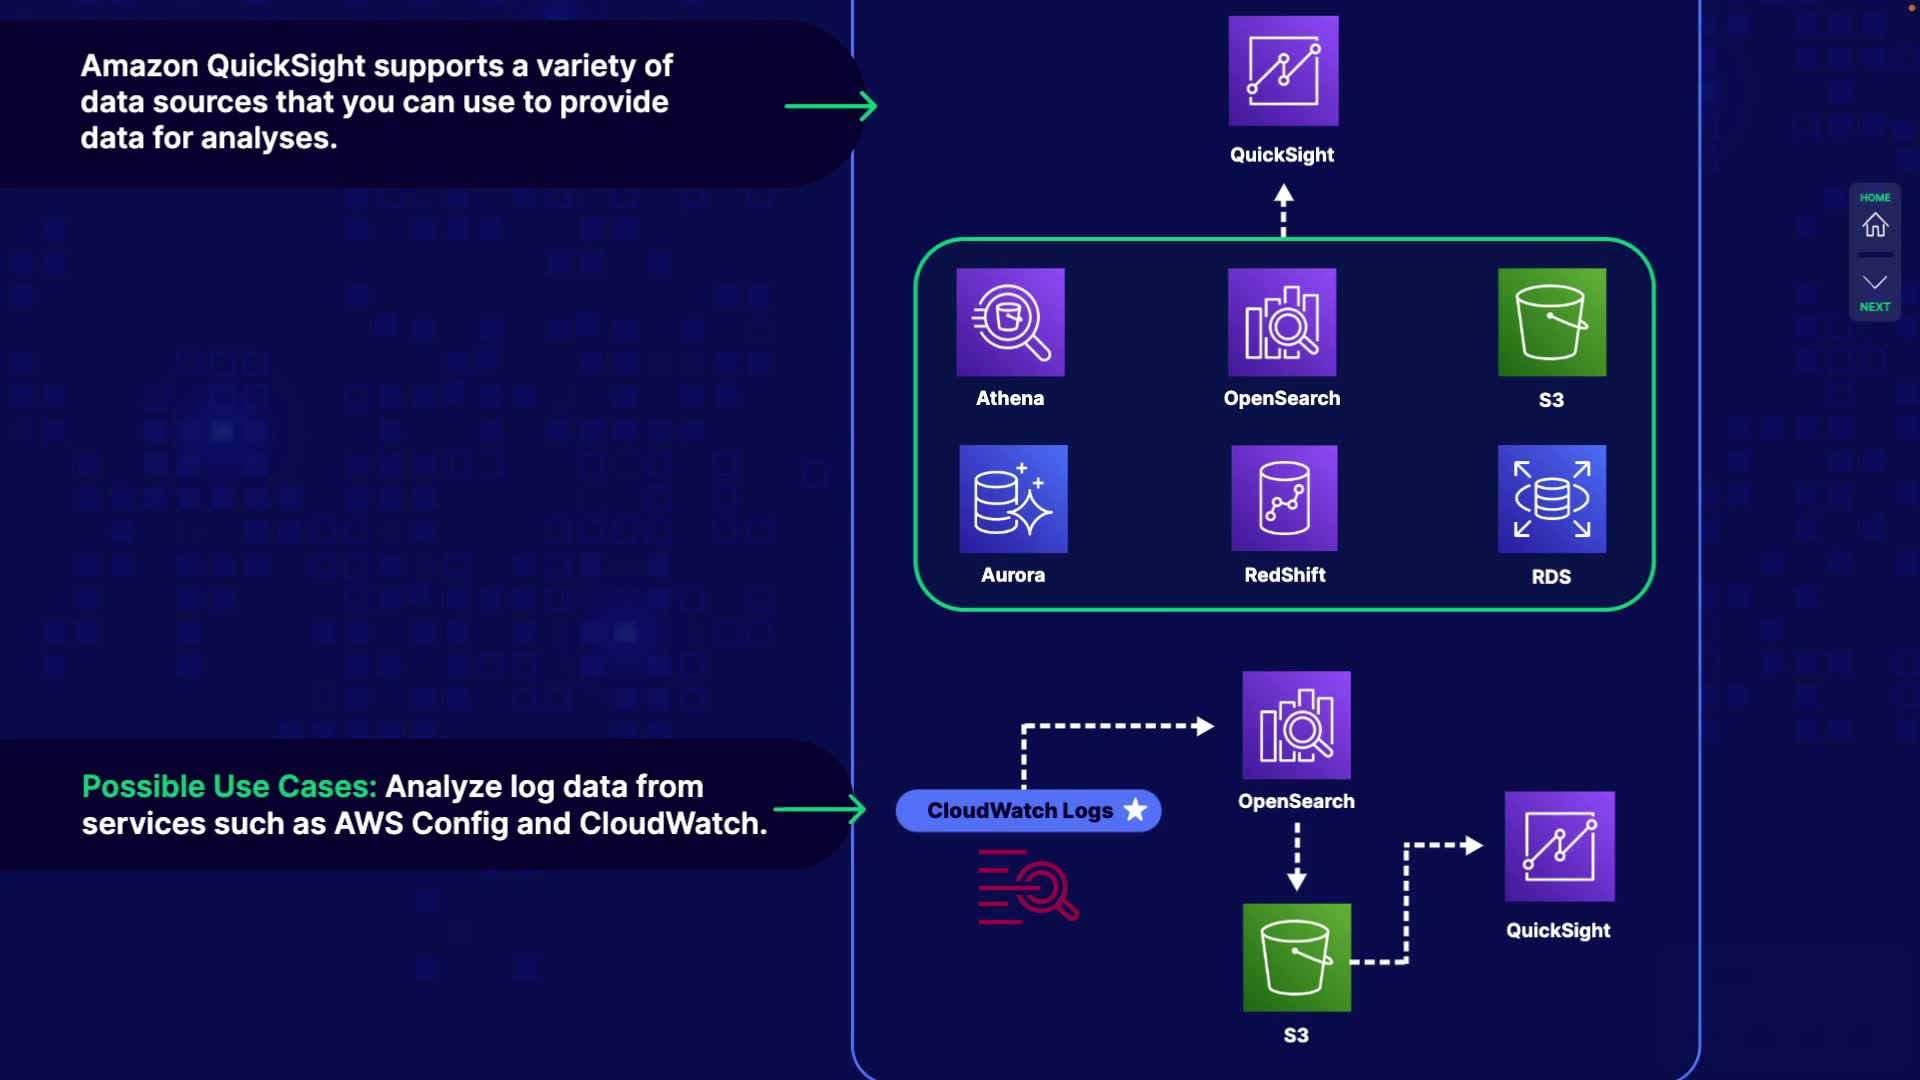 Amazon QuickSight supports a variety of
data sources that you can use to provide
data for analyses.
QuickSight
HOME
NEXT
Athena
OpenSearch
S3
Aurora
RedShift
RDS
Possible Use Cases: Analyze log data from
services such as AWS Config and CloudWatch.
CloudWatch Logs
OpenSearch
QuickSight
S3